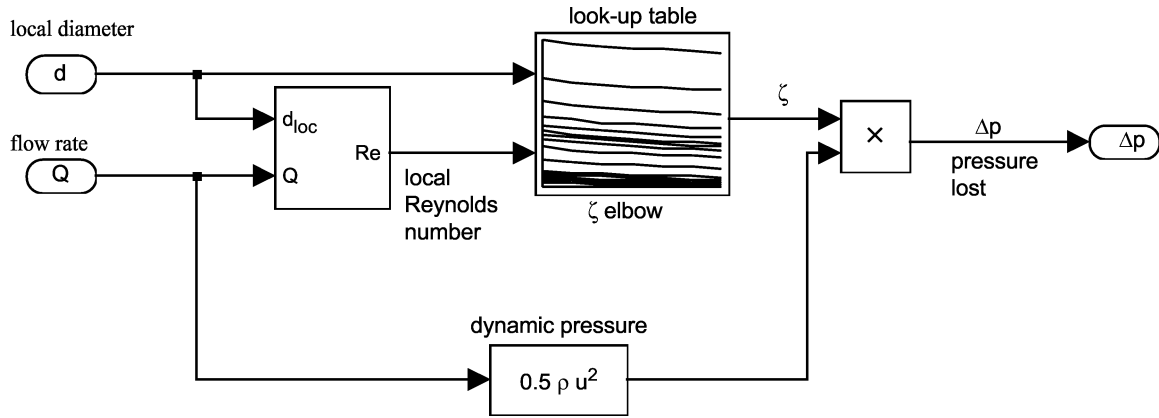 look-up table
local diameter
d
d_loc
ζ
×
Δp
Δp
flow rate
Re
pressure
lost
Q
Q
local
Reynolds
number
ζ elbow
dynamic pressure
0.5 ρ u²